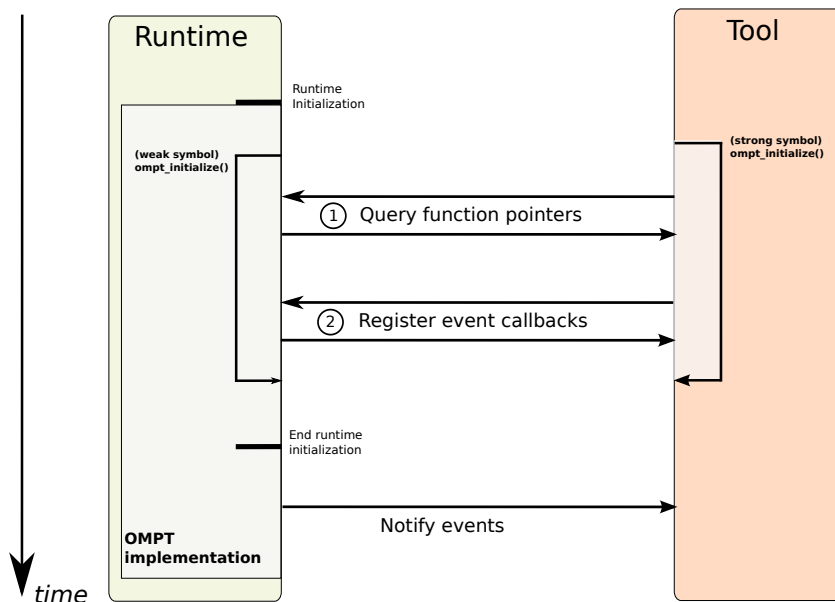 Runtime
Tool
Runtime
Initialization
(weak symbol)
ompt_initialize()
(strong symbol)
ompt_initialize()
1 Query function pointers
2 Register event callbacks
End runtime
initialization
Notify events
OMPT
implementation
time